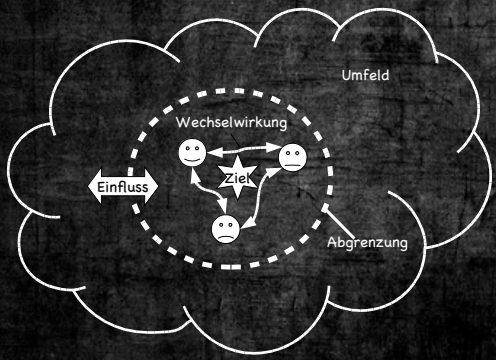 Umfeld
Wechselwirkung
Ziel
Einfluss
Abgrenzung